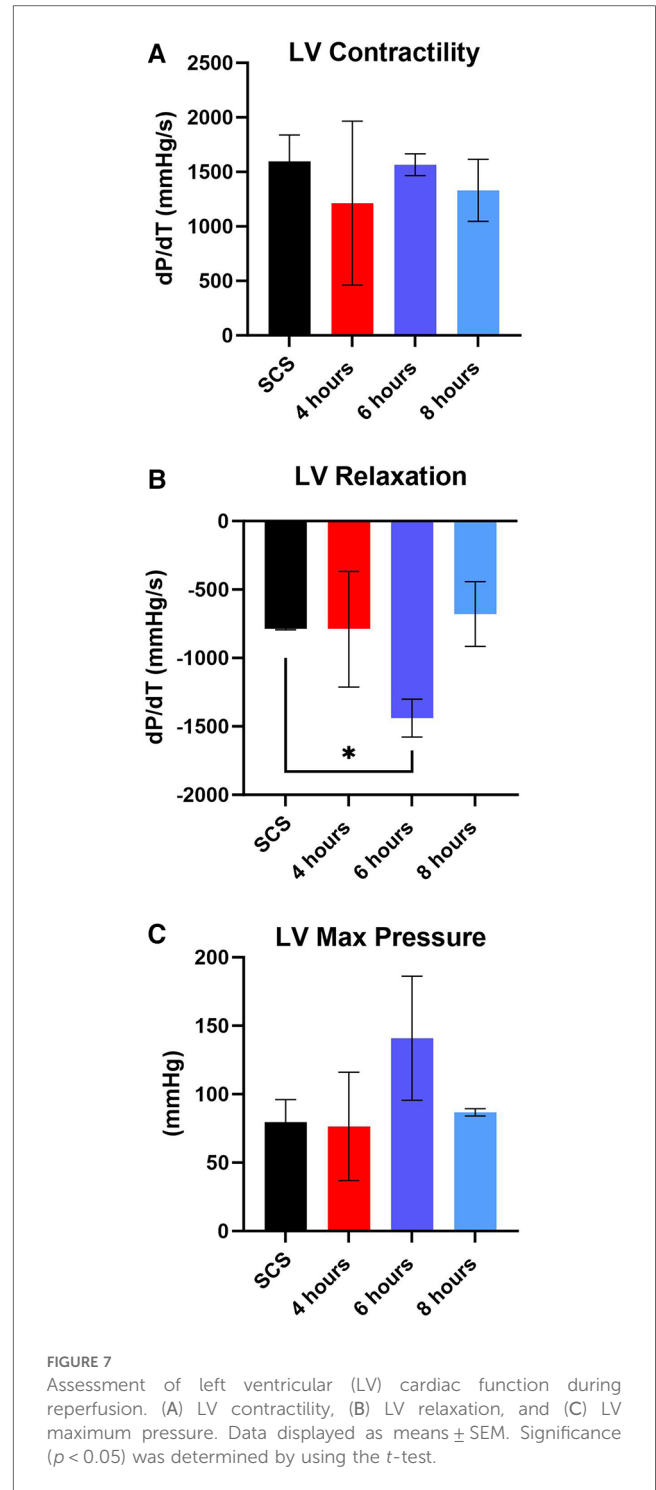 A
LV Contractility
dP/dT (mmHg/s)
2500
2000
1500
1000
500
0
SCS
4 hours
6 hours
8 hours
B
LV Relaxation
dP/dT (mmHg/s)
0
-500
-1000
-1500
-2000
*
SCS
4 hours
6 hours
8 hours
C
LV Max Pressure
(mmHg)
200
150
100
50
0
SCS
4 hours
6 hours
8 hours
FIGURE 7
Assessment of left ventricular (LV) cardiac function during
reperfusion. (A) LV contractility, (B) LV relaxation, and (C) LV
maximum pressure. Data displayed as means ± SEM. Significance
(p < 0.05) was determined by using the t-test.